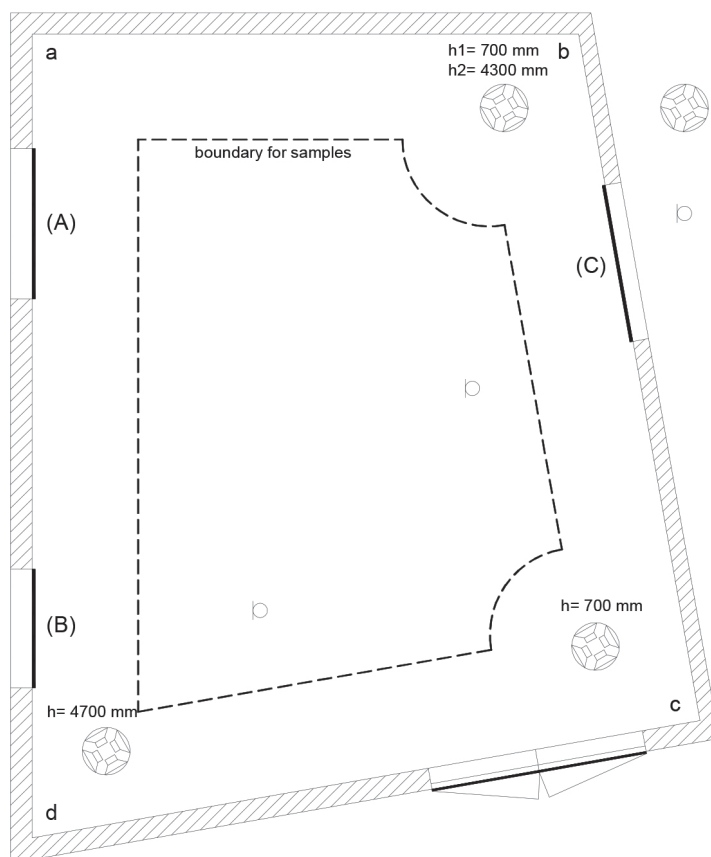 a
h1= 700 mm
h2= 4300 mm
b
boundary for samples
(A)
(C)
(B)
h= 700 mm
h= 4700 mm
c
d